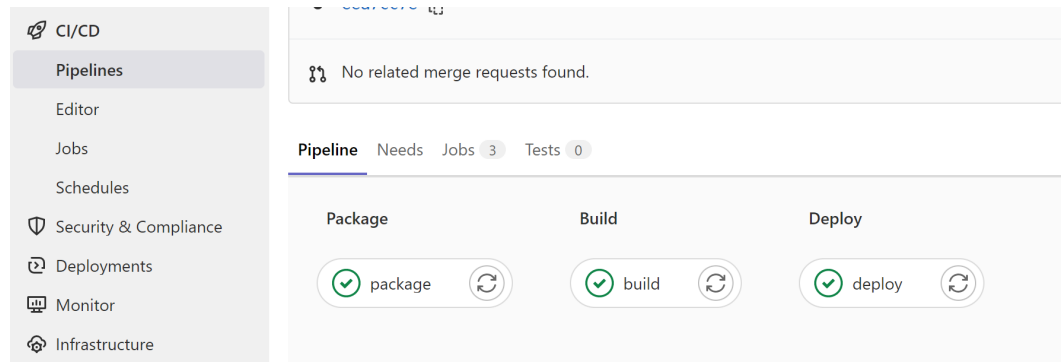 CI/CD
Pipelines
Editor
Jobs
Schedules
Security & Compliance
Deployments
Monitor
Infrastructure
No related merge requests found.
Pipeline Needs Jobs 3 Tests 0
Package Build Deploy
package build deploy